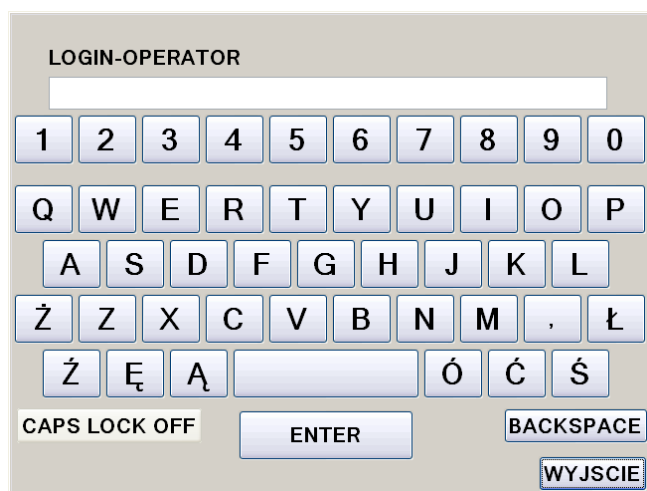 LOGIN-OPERATOR
1 2 3 4 5 6 7 8 9 0
Q W E R T Y U I O P
A S D F G H J K L
Ż Z X C V B N M , Ł
Ź Ę Ą Ó Ć Ś
CAPS LOCK OFF ENTER BACKSPACE
WYJSCIE